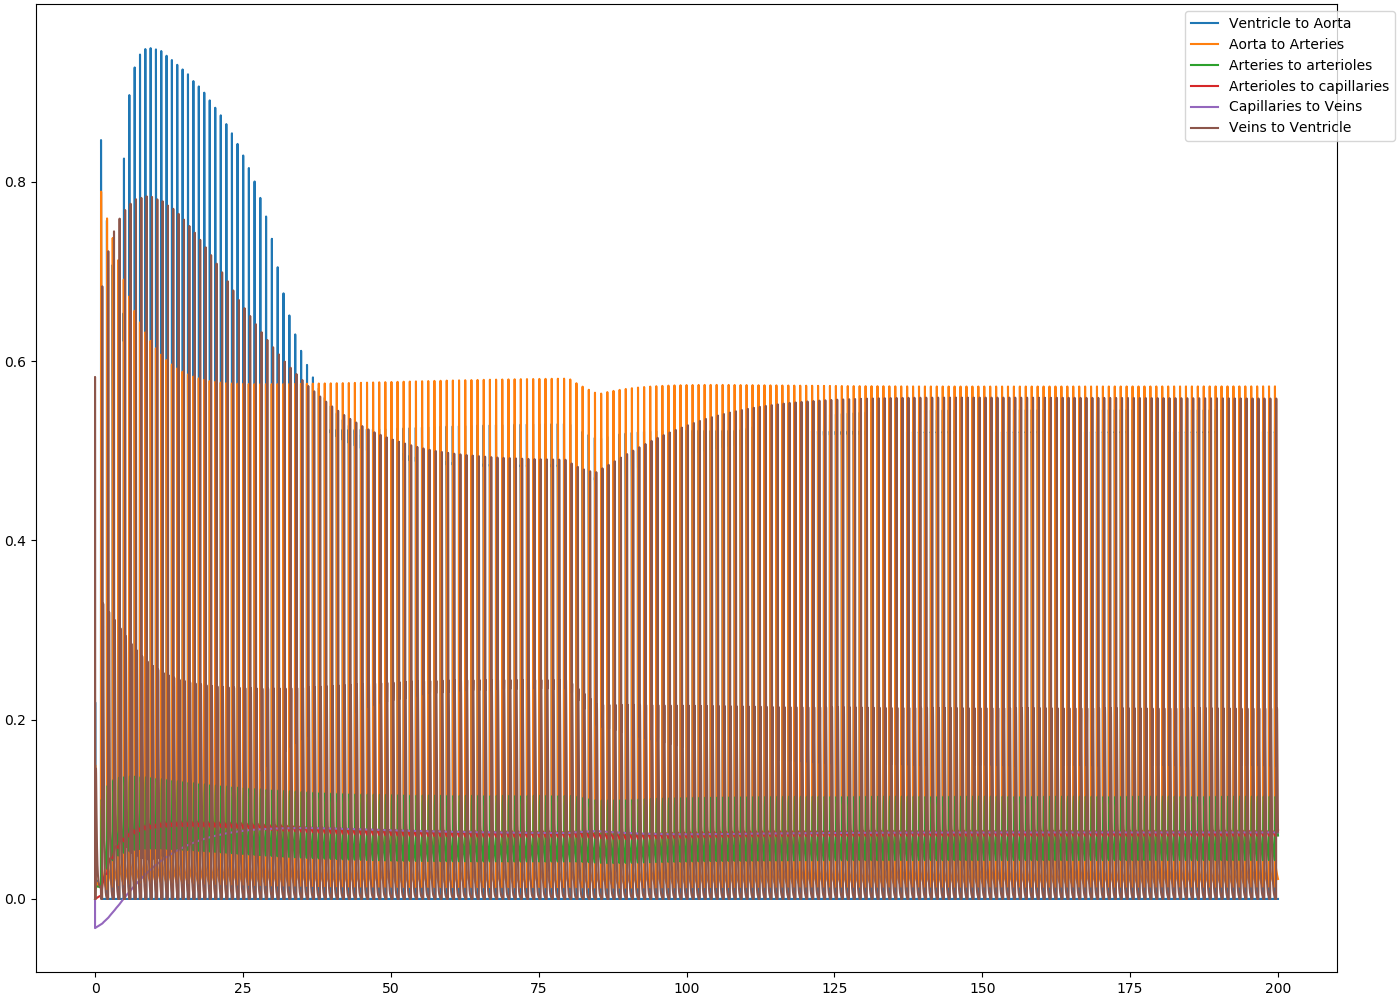 Ventricle to Aorta
Aorta to Arteries
Arteries to arterioles
Arterioles to capillaries
Capillaries to Veins
Veins to Ventricle
0.8
0.6
0.4
0.2
0.0
0 25 50 75 100 125 150 175 200